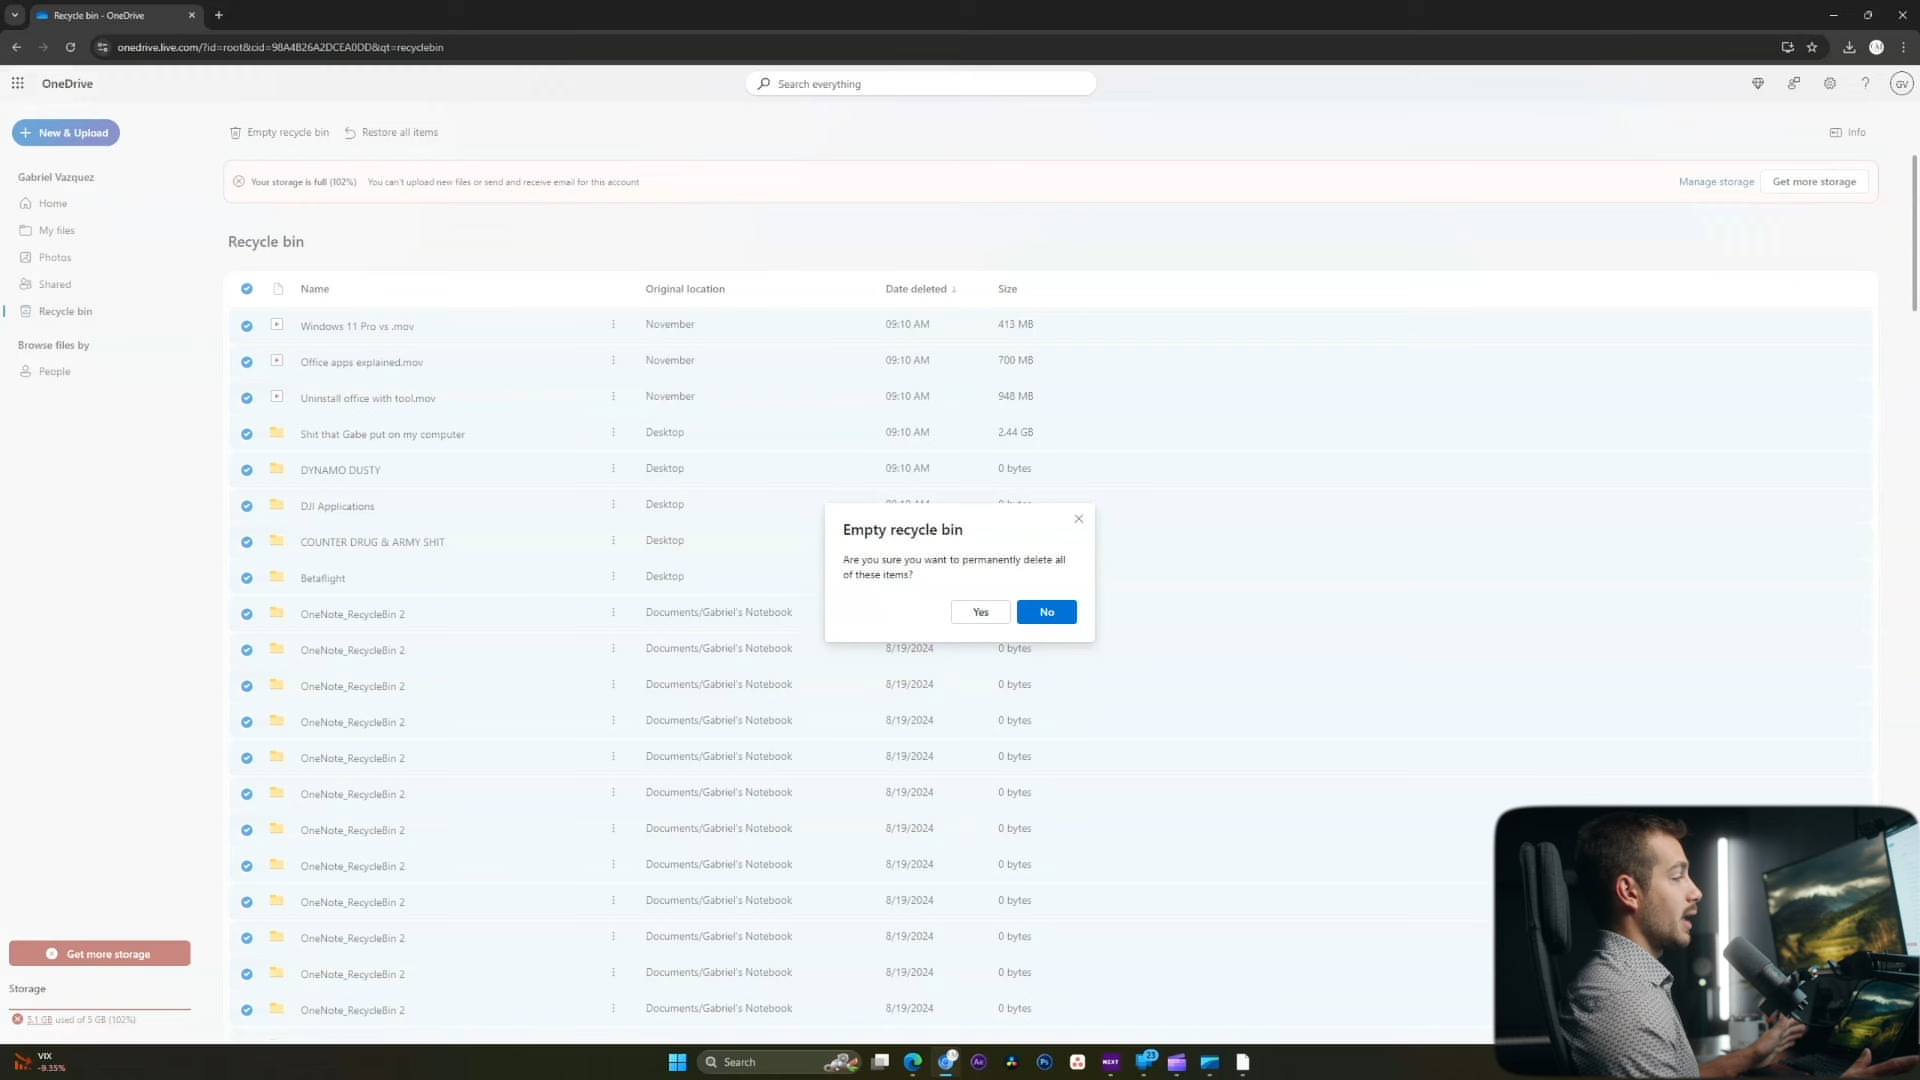 Recycle bin - OneDrive
onedrive.live.com/?id=root&cid=98A4B26A2DCEA0DD&qt=recyclebin
OneDrive
Search everything
GV
New & Upload
Empty recycle bin
Restore all items
Info
Your storage is full (102%) You can't upload new files or send and receive email for this account
Manage storage
Get more storage
Gabriel Vazquez
Home
My files
Photos
Shared
Recycle bin
Browse files by
People
Recycle bin
Name Original location Date deleted ↓ Size
Windows 11 Pro vs .mov November 09:10 AM 413 MB
Office apps explained.mov November 09:10 AM 700 MB
Uninstall office with tool.mov November 09:10 AM 948 MB
Shit that Gabe put on my computer Desktop 09:10 AM 2.44 GB
DYNAMO DUSTY Desktop 09:10 AM 0 bytes
DJI Applications Desktop
COUNTER DRUG & ARMY SHIT Desktop
Betaflight Desktop
OneNote_RecycleBin 2 Documents/Gabriel's Notebook
OneNote_RecycleBin 2 Documents/Gabriel's Notebook 8/19/2024 0 bytes
OneNote_RecycleBin 2 Documents/Gabriel's Notebook 8/19/2024 0 bytes
OneNote_RecycleBin 2 Documents/Gabriel's Notebook 8/19/2024 0 bytes
OneNote_RecycleBin 2 Documents/Gabriel's Notebook 8/19/2024 0 bytes
OneNote_RecycleBin 2 Documents/Gabriel's Notebook 8/19/2024 0 bytes
OneNote_RecycleBin 2 Documents/Gabriel's Notebook 8/19/2024 0 bytes
OneNote_RecycleBin 2 Documents/Gabriel's Notebook 8/19/2024 0 bytes
OneNote_RecycleBin 2 Documents/Gabriel's Notebook 8/19/2024 0 bytes
OneNote_RecycleBin 2 Documents/Gabriel's Notebook 8/19/2024 0 bytes
OneNote_RecycleBin 2 Documents/Gabriel's Notebook 8/19/2024 0 bytes
OneNote_RecycleBin 2 Documents/Gabriel's Notebook 8/19/2024 0 bytes
Empty recycle bin
Are you sure you want to permanently delete all
of these items?
Yes
No
Get more storage
Storage
5.1 GB used of 5 GB (102%)
VIX
-9.35%
Search
Ae
Ps
NEXT
23